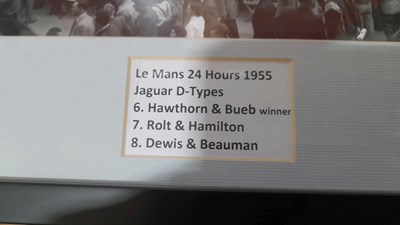 Le Mans 24 Hours 1955
Jaguar D-Types
6. Hawthorn & Bueb winner
7. Rolt & Hamilton
8. Dewis & Beauman